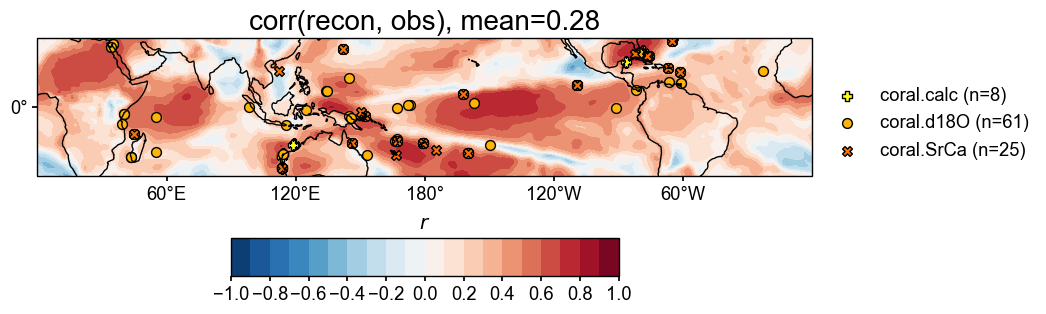 corr(recon, obs), mean=0.28
0°
60°E 120°E 180° 120°W 60°W
coral.calc (n=8)
coral.d18O (n=61)
coral.SrCa (n=25)
r
−1.0 −0.8 −0.6 −0.4 −0.2 0.0 0.2 0.4 0.6 0.8 1.0